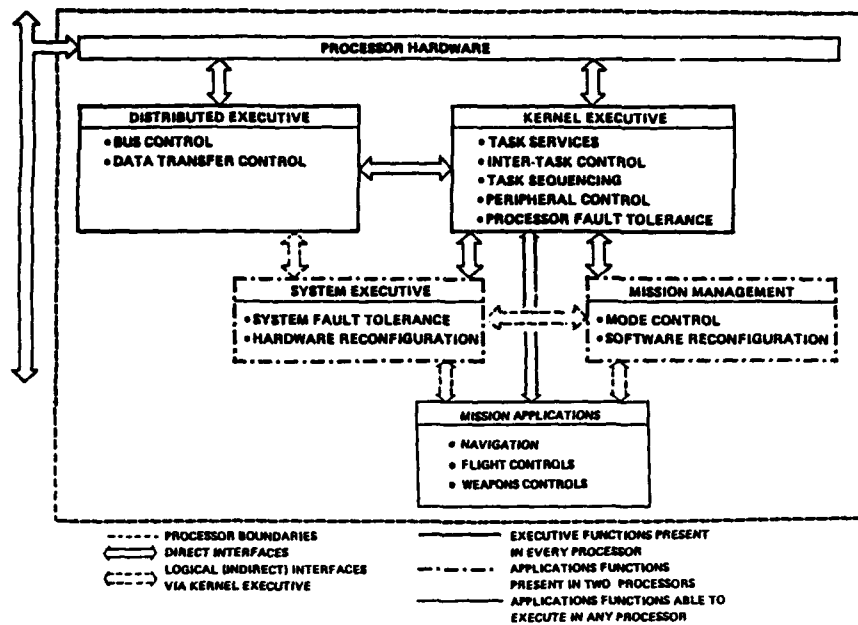 PROCESSOR HARDWARE
DISTRIBUTED EXECUTIVE
• BUS CONTROL
• DATA TRANSFER CONTROL
KERNEL EXECUTIVE
• TASK SERVICES
• INTER-TASK CONTROL
• TASK SEQUENCING
• PERIPHERAL CONTROL
• PROCESSOR FAULT TOLERANCE
SYSTEM EXECUTIVE
• SYSTEM FAULT TOLERANCE
• HARDWARE RECONFIGURATION
MISSION MANAGEMENT
• MODE CONTROL
• SOFTWARE RECONFIGURATION
MISSION APPLICATIONS
• NAVIGATION
• FLIGHT CONTROLS
• WEAPONS CONTROLS
PROCESSOR BOUNDARIES
DIRECT INTERFACES
LOGICAL (INDIRECT) INTERFACES
VIA KERNEL EXECUTIVE
EXECUTIVE FUNCTIONS PRESENT
IN EVERY PROCESSOR
APPLICATIONS FUNCTIONS
PRESENT IN TWO PROCESSORS
APPLICATIONS FUNCTIONS ABLE TO
EXECUTE IN ANY PROCESSOR